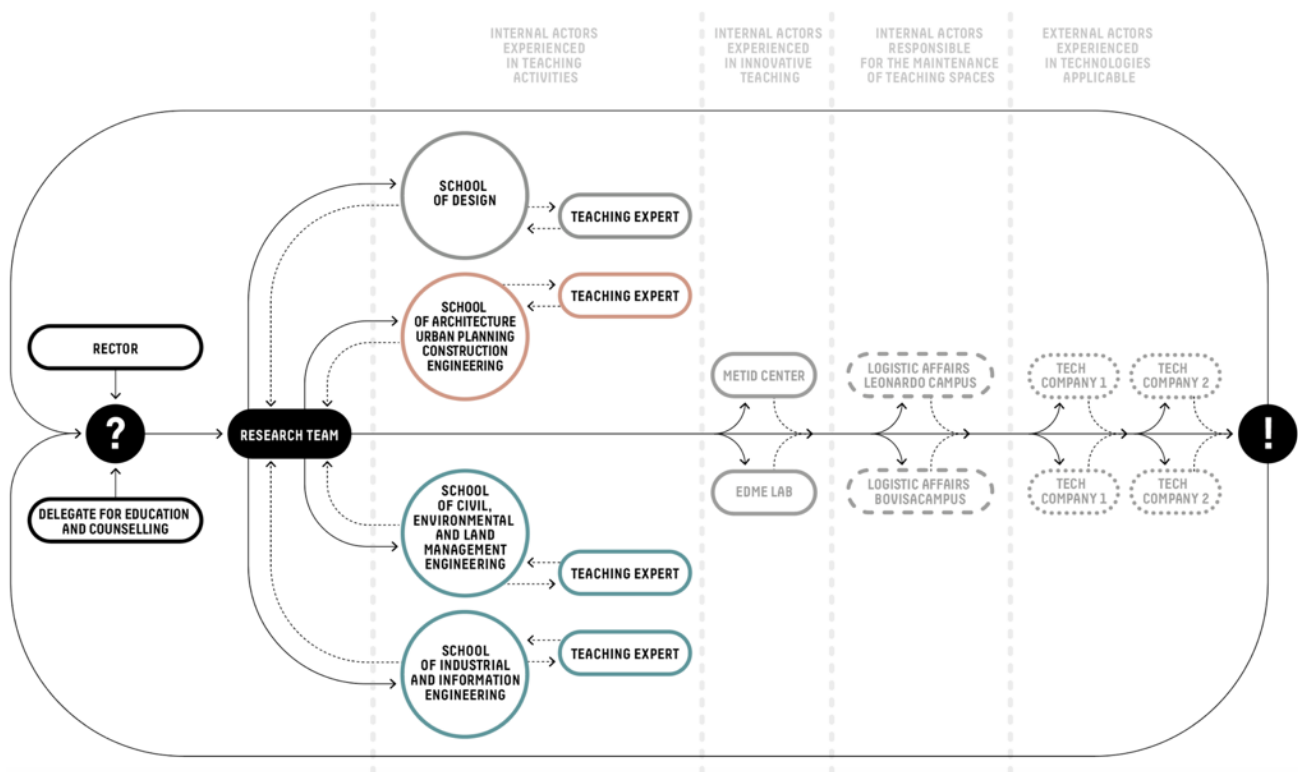 INTERNAL ACTORS
EXPERIENCED
IN TEACHING
ACTIVITIES
INTERNAL ACTORS
EXPERIENCED
IN INNOVATIVE
TEACHING
INTERNAL ACTORS
RESPONSIBLE
FOR THE MAINTENANCE
OF TEACHING SPACES
EXTERNAL ACTORS
EXPERIENCED
IN TECHNOLOGIES
APPLICABLE
RECTOR
?
DELEGATE FOR EDUCATION
AND COUNSELLING
RESEARCH TEAM
SCHOOL
OF DESIGN
TEACHING EXPERT
SCHOOL
OF ARCHITECTURE
URBAN PLANNING
CONSTRUCTION
ENGINEERING
TEACHING EXPERT
SCHOOL
OF CIVIL,
ENVIRONMENTAL
AND LAND
MANAGEMENT
ENGINEERING
TEACHING EXPERT
SCHOOL
OF INDUSTRIAL
AND INFORMATION
ENGINEERING
TEACHING EXPERT
METID CENTER
EDME LAB
LOGISTIC AFFAIRS
LEONARDO CAMPUS
LOGISTIC AFFAIRS
BOVISACAMPUS
TECH
COMPANY 1
TECH
COMPANY 2
TECH
COMPANY 1
TECH
COMPANY 2
!